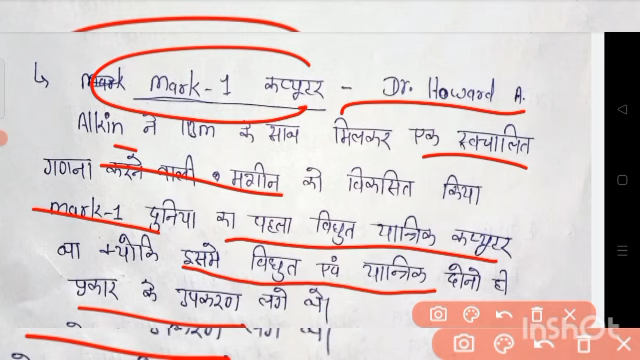 ↳ Mark Mark-1 कम्प्यूटर - Dr. Howard A.
Aikin ने IBM के साथ मिलकर एक स्वचालित
गणना करने वाली मशीन को विकसित किया
Mark-1 दुनिया का पहला विधुत यान्त्रिक कम्प्यूटर
था क्योंकि इसमे विधुत एवं यान्त्रिक दोनो ही
प्रकार के उपकरण लगे थे।
InShot